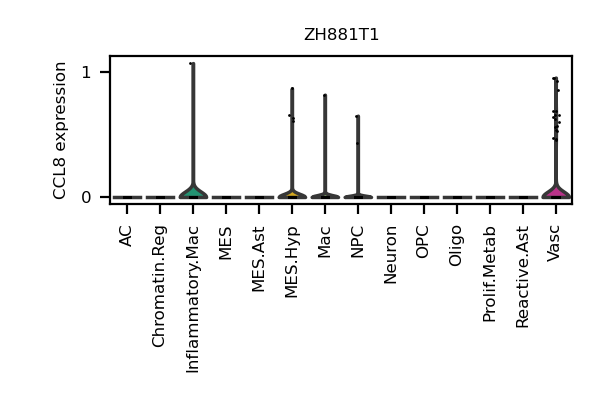 ZH881T1
CCL8 expression
1
0
AC
Chromatin.Reg
Inflammatory.Mac
MES
MES.Ast
MES.Hyp
Mac
NPC
Neuron
OPC
Oligo
Prolif.Metab
Reactive.Ast
Vasc